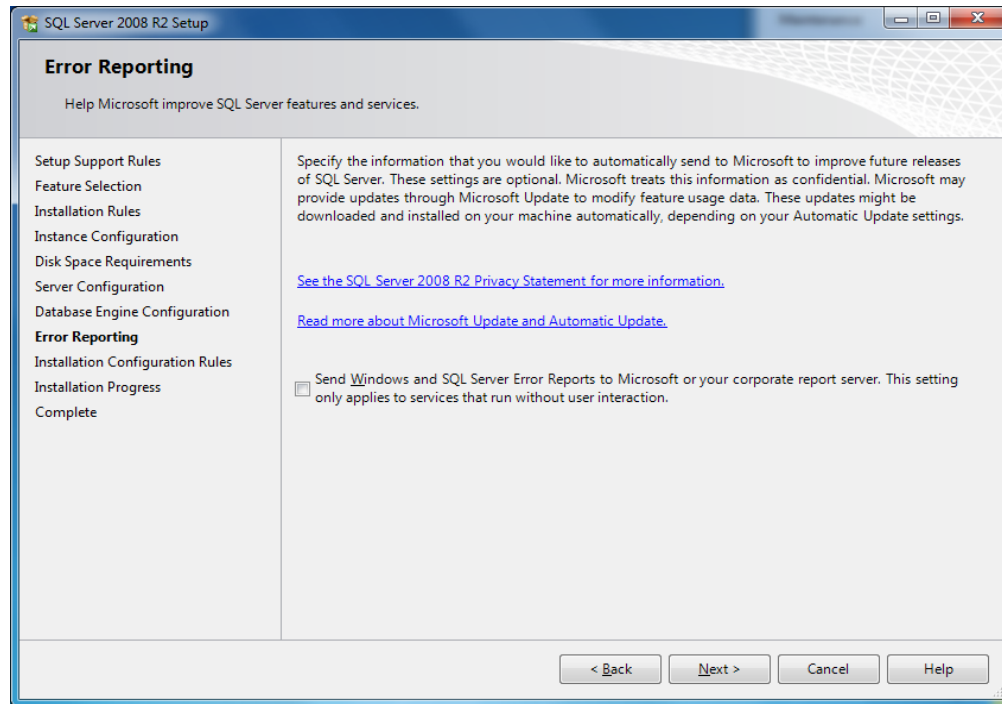 SQL Server 2008 R2 Setup
Error Reporting
Help Microsoft improve SQL Server features and services.
Setup Support Rules
Feature Selection
Installation Rules
Instance Configuration
Disk Space Requirements
Server Configuration
Database Engine Configuration
Error Reporting
Installation Configuration Rules
Installation Progress
Complete
Specify the information that you would like to automatically send to Microsoft to improve future releases
of SQL Server. These settings are optional. Microsoft treats this information as confidential. Microsoft may
provide updates through Microsoft Update to modify feature usage data. These updates might be
downloaded and installed on your machine automatically, depending on your Automatic Update settings.
See the SQL Server 2008 R2 Privacy Statement for more information.
Read more about Microsoft Update and Automatic Update.
Send Windows and SQL Server Error Reports to Microsoft or your corporate report server. This setting
only applies to services that run without user interaction.
< Back
Next >
Cancel
Help